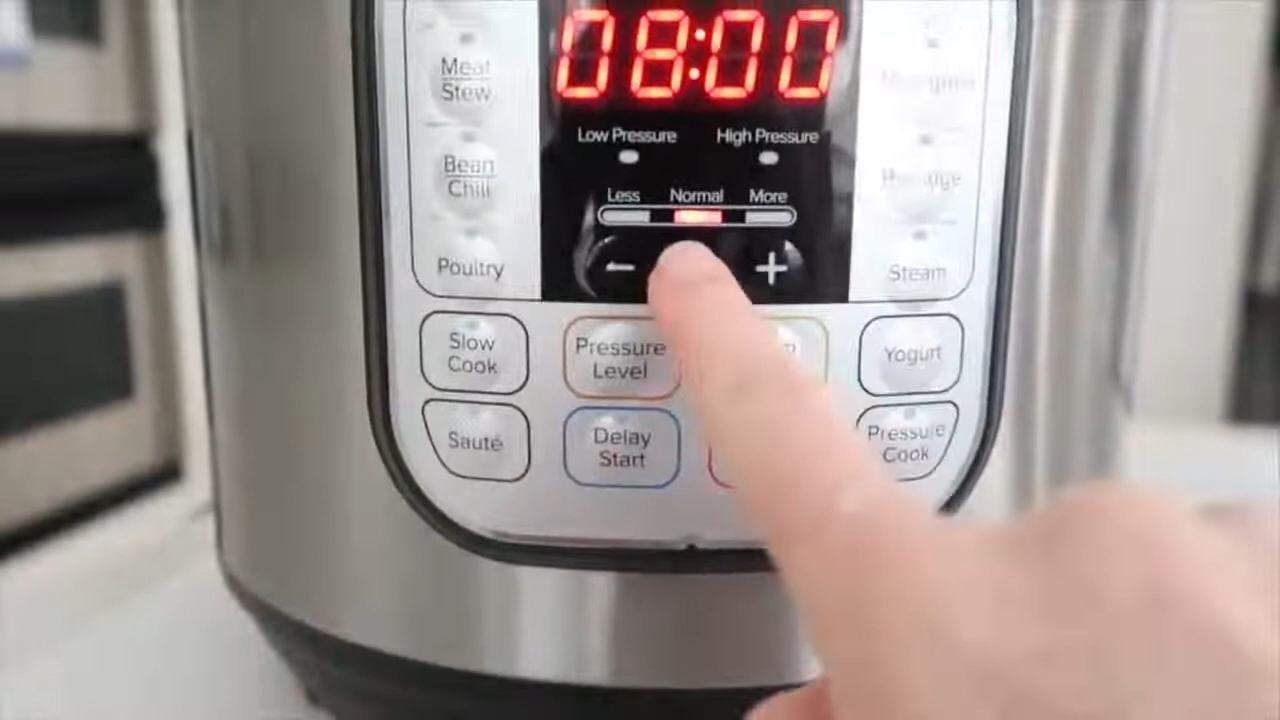 08:00
Meat
Stew
Low Pressure
High Pressure
Bean
Chili
Less
Normal
More
Poultry
−
+
Steam
Slow
Cook
Pressure
Level
Yogurt
Sauté
Delay
Start
Pressure
Cook